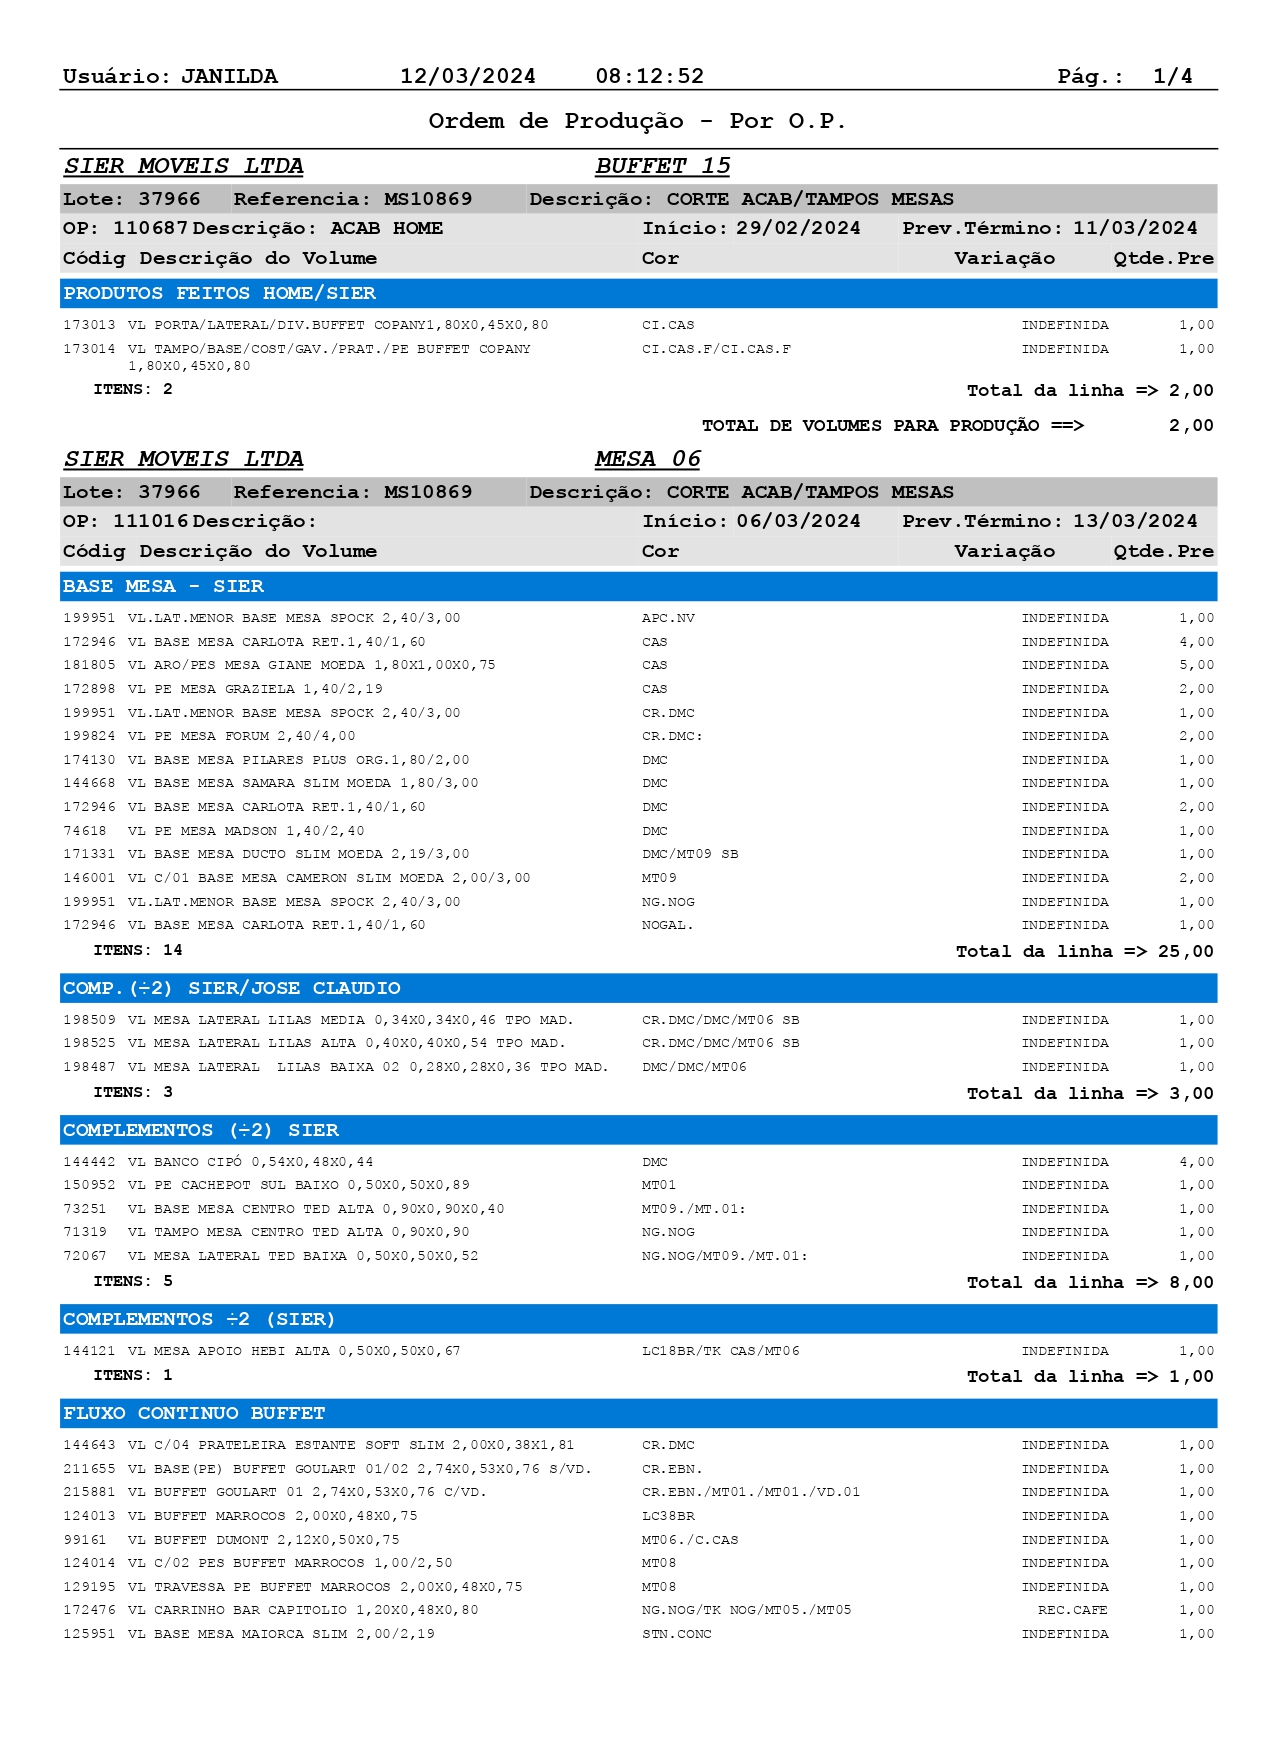 Usuário: JANILDA 12/03/2024 08:12:52 Pág.: 1/4
Ordem de Produção - Por O.P.
SIER MOVEIS LTDA BUFFET 15
Lote: 37966 Referencia: MS10869 Descrição: CORTE ACAB/TAMPOS MESAS
OP: 110687 Descrição: ACAB HOME Início: 29/02/2024 Prev.Término: 11/03/2024
Códig Descrição do Volume Cor Variação Qtde.Pre
PRODUTOS FEITOS HOME/SIER
173013 VL PORTA/LATERAL/DIV.BUFFET COPANY1,80X0,45X0,80 CI.CAS INDEFINIDA 1,00
173014 VL TAMPO/BASE/COST/GAV./PRAT./PE BUFFET COPANY CI.CAS.F/CI.CAS.F INDEFINIDA 1,00
1,80X0,45X0,80
ITENS: 2 Total da linha => 2,00
TOTAL DE VOLUMES PARA PRODUÇÃO ==> 2,00
SIER MOVEIS LTDA MESA 06
Lote: 37966 Referencia: MS10869 Descrição: CORTE ACAB/TAMPOS MESAS
OP: 111016 Descrição: Início: 06/03/2024 Prev.Término: 13/03/2024
Códig Descrição do Volume Cor Variação Qtde.Pre
BASE MESA - SIER
199951 VL.LAT.MENOR BASE MESA SPOCK 2,40/3,00 APC.NV INDEFINIDA 1,00
172946 VL BASE MESA CARLOTA RET.1,40/1,60 CAS INDEFINIDA 4,00
181805 VL ARO/PES MESA GIANE MOEDA 1,80X1,00X0,75 CAS INDEFINIDA 5,00
172898 VL PE MESA GRAZIELA 1,40/2,19 CAS INDEFINIDA 2,00
199951 VL.LAT.MENOR BASE MESA SPOCK 2,40/3,00 CR.DMC INDEFINIDA 1,00
199824 VL PE MESA FORUM 2,40/4,00 CR.DMC: INDEFINIDA 2,00
174130 VL BASE MESA PILARES PLUS ORG.1,80/2,00 DMC INDEFINIDA 1,00
144668 VL BASE MESA SAMARA SLIM MOEDA 1,80/3,00 DMC INDEFINIDA 1,00
172946 VL BASE MESA CARLOTA RET.1,40/1,60 DMC INDEFINIDA 2,00
74618 VL PE MESA MADSON 1,40/2,40 DMC INDEFINIDA 1,00
171331 VL BASE MESA DUCTO SLIM MOEDA 2,19/3,00 DMC/MT09 SB INDEFINIDA 1,00
146001 VL C/01 BASE MESA CAMERON SLIM MOEDA 2,00/3,00 MT09 INDEFINIDA 2,00
199951 VL.LAT.MENOR BASE MESA SPOCK 2,40/3,00 NG.NOG INDEFINIDA 1,00
172946 VL BASE MESA CARLOTA RET.1,40/1,60 NOGAL. INDEFINIDA 1,00
ITENS: 14 Total da linha => 25,00
COMP.(÷2) SIER/JOSE CLAUDIO
198509 VL MESA LATERAL LILAS MEDIA 0,34X0,34X0,46 TPO MAD. CR.DMC/DMC/MT06 SB INDEFINIDA 1,00
198525 VL MESA LATERAL LILAS ALTA 0,40X0,40X0,54 TPO MAD. CR.DMC/DMC/MT06 SB INDEFINIDA 1,00
198487 VL MESA LATERAL  LILAS BAIXA 02 0,28X0,28X0,36 TPO MAD. DMC/DMC/MT06 INDEFINIDA 1,00
ITENS: 3 Total da linha => 3,00
COMPLEMENTOS (÷2) SIER
144442 VL BANCO CIPÓ 0,54X0,48X0,44 DMC INDEFINIDA 4,00
150952 VL PE CACHEPOT SUL BAIXO 0,50X0,50X0,89 MT01 INDEFINIDA 1,00
73251 VL BASE MESA CENTRO TED ALTA 0,90X0,90X0,40 MT09./MT.01: INDEFINIDA 1,00
71319 VL TAMPO MESA CENTRO TED ALTA 0,90X0,90 NG.NOG INDEFINIDA 1,00
72067 VL MESA LATERAL TED BAIXA 0,50X0,50X0,52 NG.NOG/MT09./MT.01: INDEFINIDA 1,00
ITENS: 5 Total da linha => 8,00
COMPLEMENTOS ÷2 (SIER)
144121 VL MESA APOIO HEBI ALTA 0,50X0,50X0,67 LC18BR/TK CAS/MT06 INDEFINIDA 1,00
ITENS: 1 Total da linha => 1,00
FLUXO CONTINUO BUFFET
144643 VL C/04 PRATELEIRA ESTANTE SOFT SLIM 2,00X0,38X1,81 CR.DMC INDEFINIDA 1,00
211655 VL BASE(PE) BUFFET GOULART 01/02 2,74X0,53X0,76 S/VD. CR.EBN. INDEFINIDA 1,00
215881 VL BUFFET GOULART 01 2,74X0,53X0,76 C/VD. CR.EBN./MT01./MT01./VD.01 INDEFINIDA 1,00
124013 VL BUFFET MARROCOS 2,00X0,48X0,75 LC38BR INDEFINIDA 1,00
99161 VL BUFFET DUMONT 2,12X0,50X0,75 MT06./C.CAS INDEFINIDA 1,00
124014 VL C/02 PES BUFFET MARROCOS 1,00/2,50 MT08 INDEFINIDA 1,00
129195 VL TRAVESSA PE BUFFET MARROCOS 2,00X0,48X0,75 MT08 INDEFINIDA 1,00
172476 VL CARRINHO BAR CAPITOLIO 1,20X0,48X0,80 NG.NOG/TK NOG/MT05./MT05 REC.CAFE 1,00
125951 VL BASE MESA MAIORCA SLIM 2,00/2,19 STN.CONC INDEFINIDA 1,00